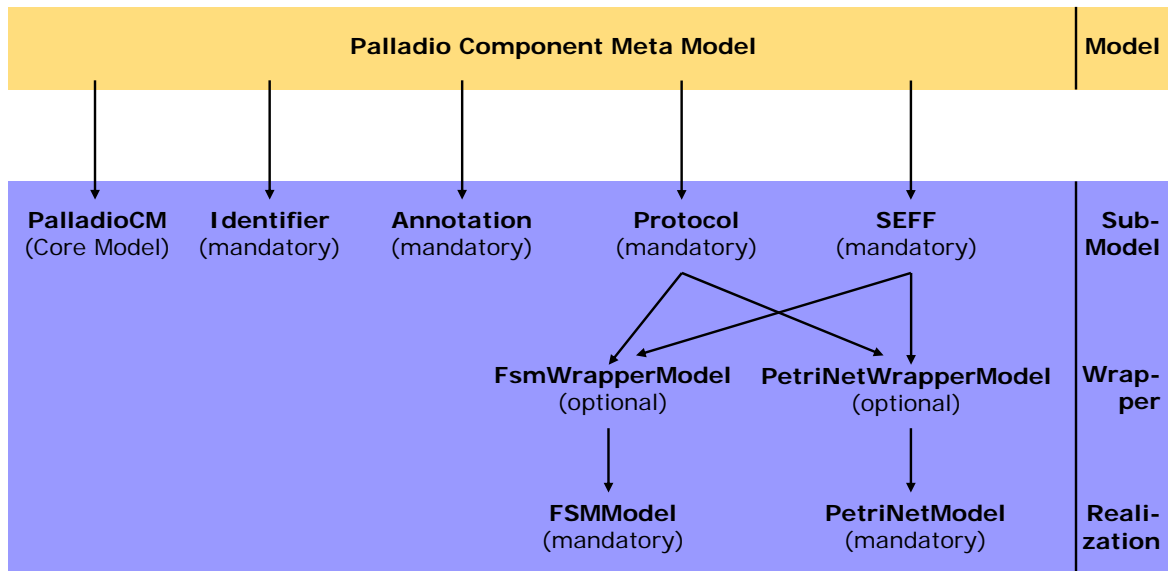 Palladio Component Meta Model
Model
PalladioCM
(Core Model)
Identifier
(mandatory)
Annotation
(mandatory)
Protocol
(mandatory)
SEFF
(mandatory)
Sub-
Model
FsmWrapperModel
(optional)
PetriNetWrapperModel
(optional)
Wrap-
per
FSMModel
(mandatory)
PetriNetModel
(mandatory)
Reali-
zation